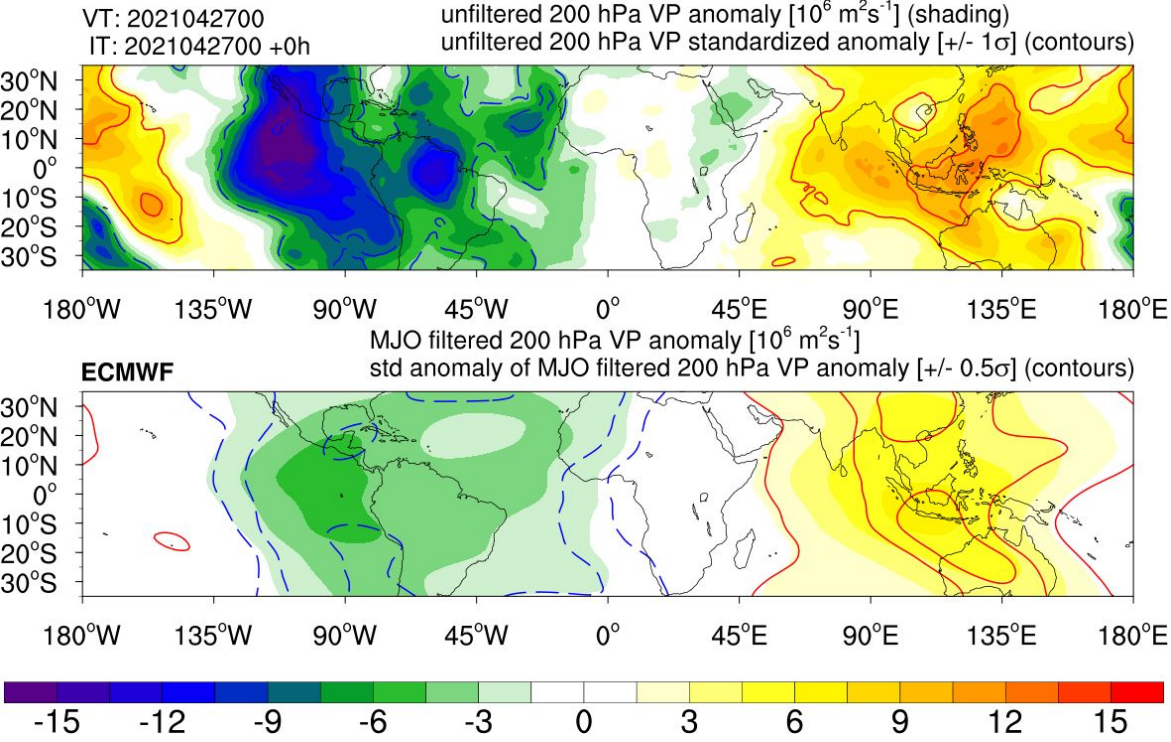 VT: 2021042700 unfiltered 200 hPa VP anomaly [10⁶ m²s⁻¹] (shading)
IT: 2021042700 +0h unfiltered 200 hPa VP standardized anomaly [+/- 1σ] (contours)
30°N
20°N
10°N
0°
10°S
20°S
30°S
180°W 135°W 90°W 45°W 0° 45°E 90°E 135°E 180°E
MJO filtered 200 hPa VP anomaly [10⁶ m²s⁻¹]
ECMWF std anomaly of MJO filtered 200 hPa VP anomaly [+/- 0.5σ] (contours)
30°N
20°N
10°N
0°
10°S
20°S
30°S
180°W 135°W 90°W 45°W 0° 45°E 90°E 135°E 180°E
-15 -12 -9 -6 -3 0 3 6 9 12 15